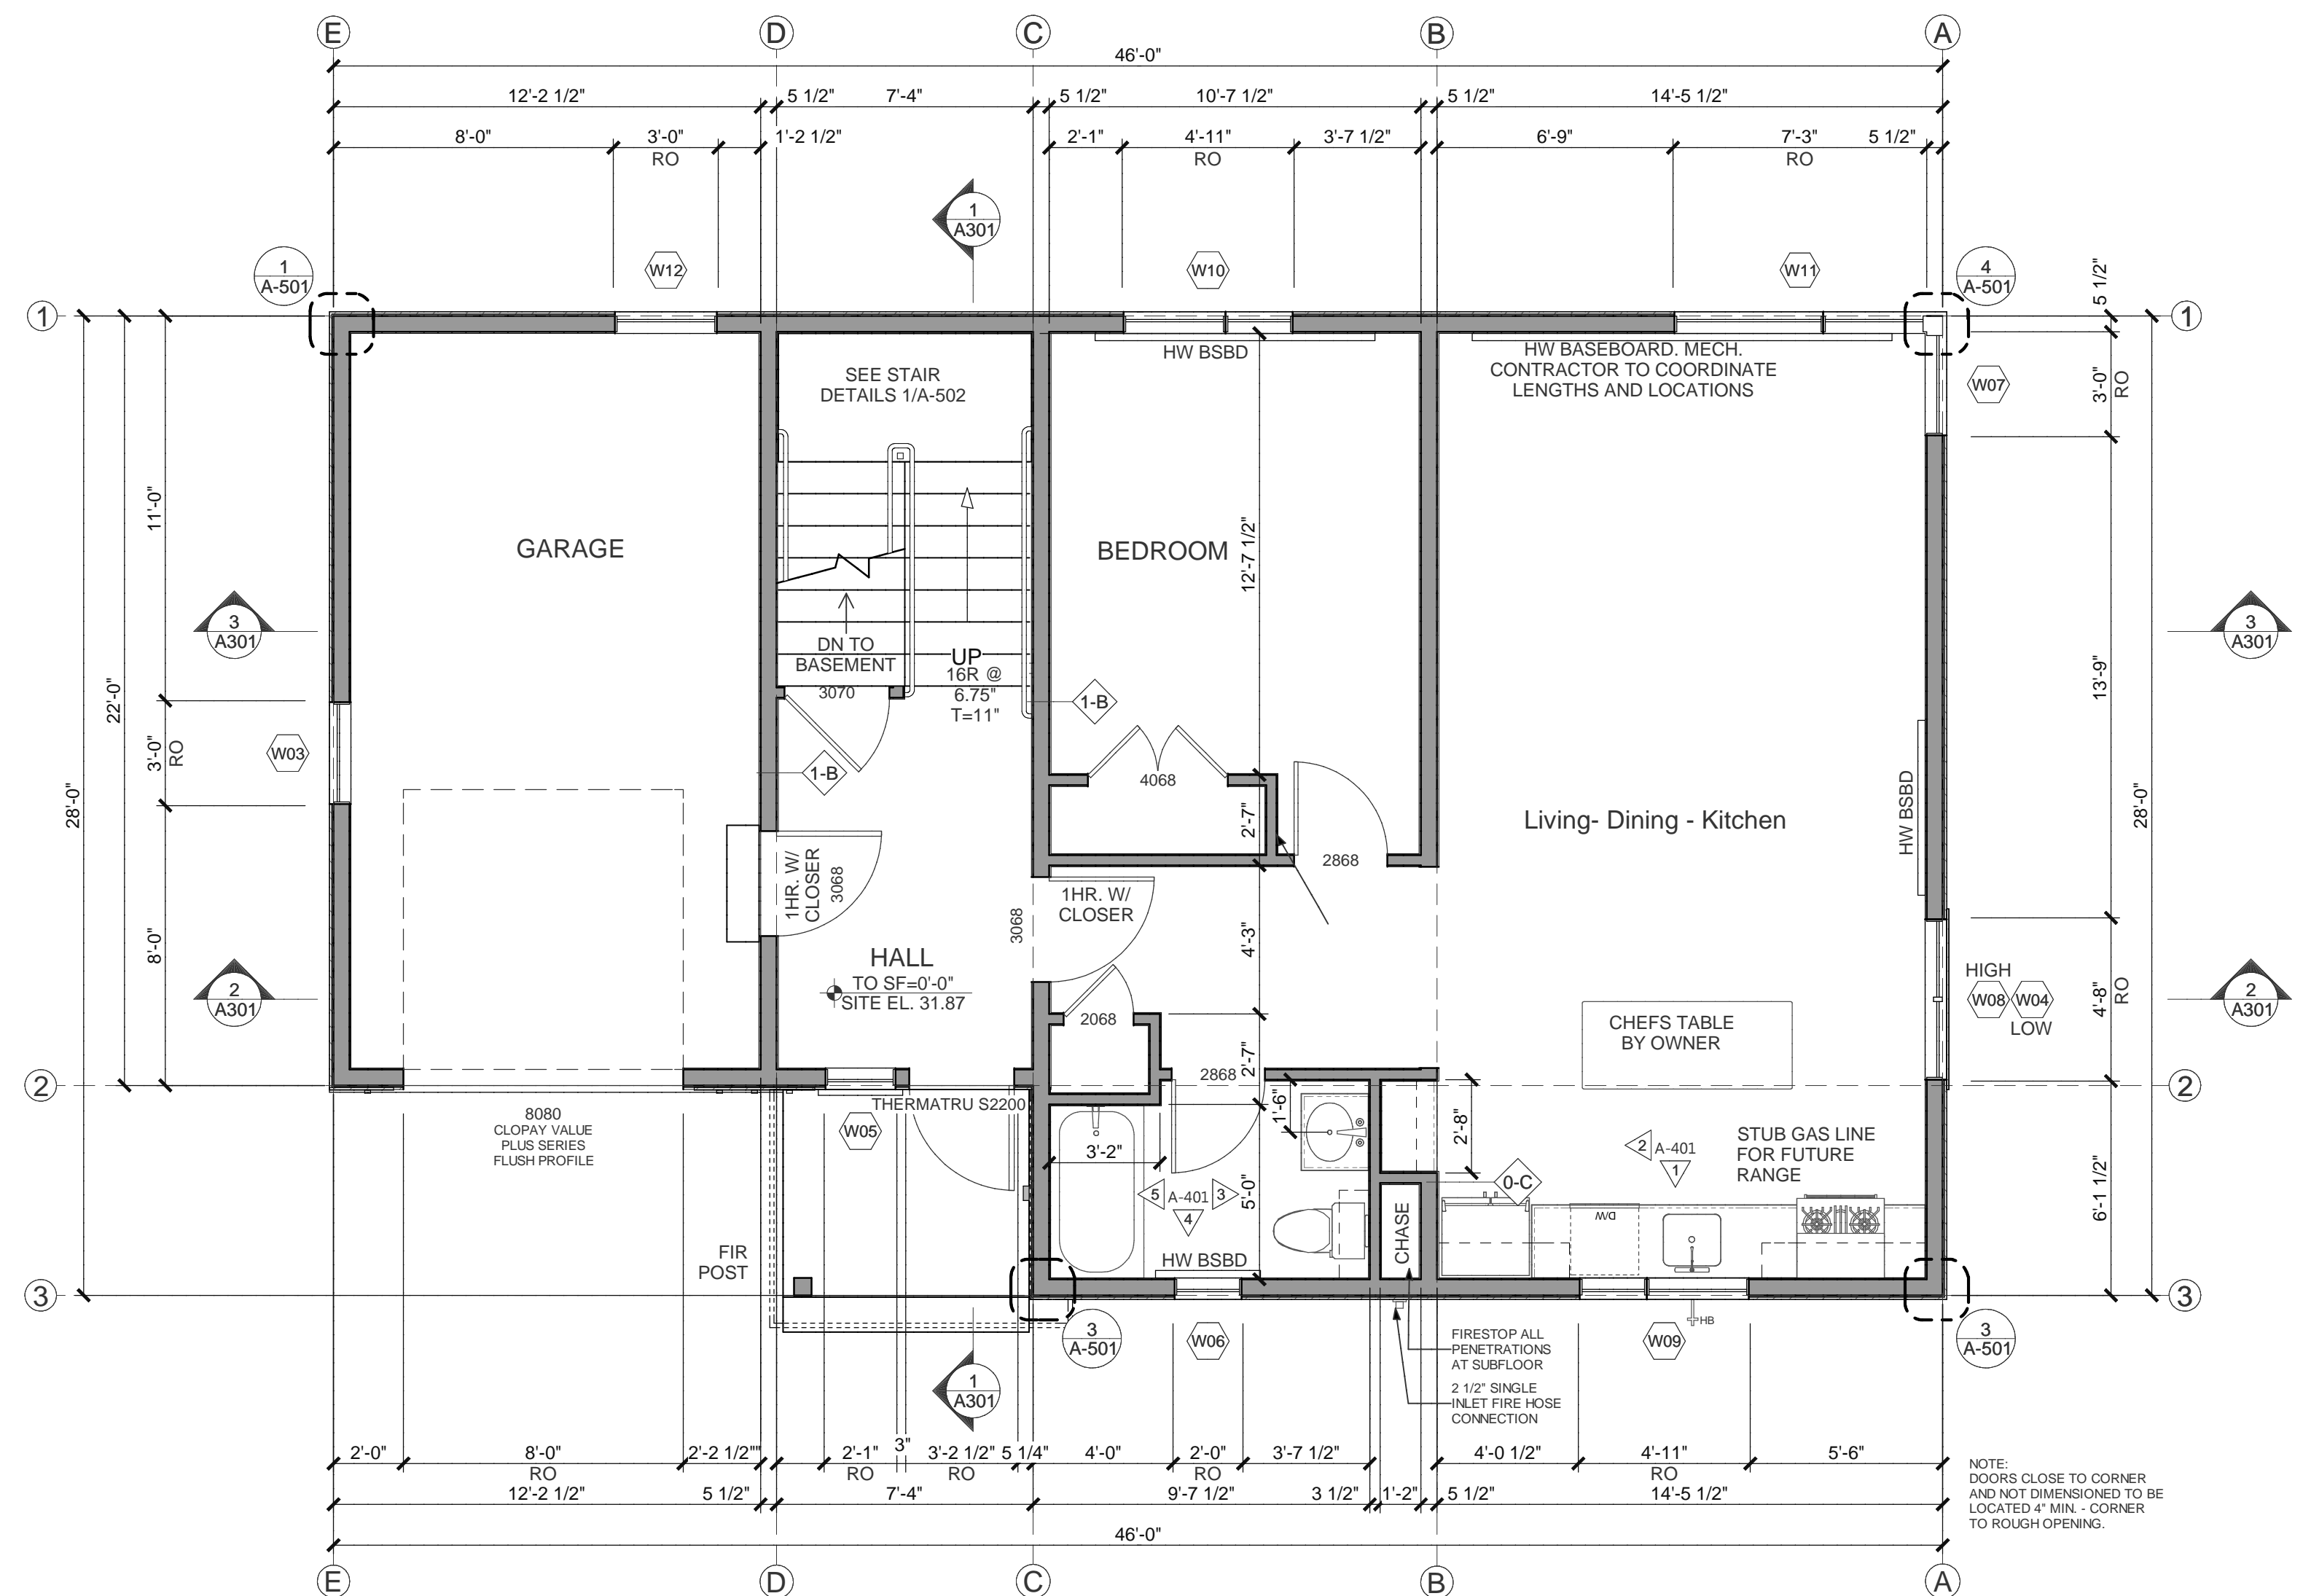 E D C B A
46'-0"
12'-2 1/2" 5 1/2" 7'-4" 5 1/2" 10'-7 1/2" 5 1/2" 14'-5 1/2"
8'-0" 3'-0" 1'-2 1/2" 2'-1" 4'-11" 3'-7 1/2" 6'-9" 7'-3" 5 1/2"
RO RO RO
1
A301
1
A-501
W12
W10
W11
4
A-501
5 1/2"
1
1
HW BSBD
HW BASEBOARD. MECH.
CONTRACTOR TO COORDINATE
LENGTHS AND LOCATIONS
SEE STAIR
DETAILS 1/A-502
W07
3'-0"
RO
11'-0"
GARAGE
BEDROOM
12'-7 1/2"
3
A301
3
A301
DN TO
BASEMENT
3070
UP
16R @
6.75"
T=11"
1-B
1-B
22'-0"
28'-0"
13'-9"
28'-0"
W03
3'-0"
RO
4068
2'-7"
2868
Living- Dining - Kitchen
HW BSBD
1HR. W/
CLOSER
3068
1HR. W/
CLOSER
3068
4'-3"
8'-0"
HALL
TO SF=0'-0"
SITE EL. 31.87
2
A301
HIGH
W08 W04
LOW
4'-8"
RO
2
A301
2068
CHEFS TABLE
BY OWNER
2'-7"
2868
2
2
1'-6"
THERMATRU S2200
8080
CLOPAY VALUE
PLUS SERIES
FLUSH PROFILE
W05
3'-2"
2'-8"
2 A-401
1
STUB GAS LINE
FOR FUTURE
RANGE
5 A-401 3
4
5'-0"
0-C
6'-1 1/2"
D/W
CHASE
FIR
POST
HW BSBD
3
3
3
A-501
W06
HB
W09
3
A-501
FIRESTOP ALL
PENETRATIONS
AT SUBFLOOR
2 1/2" SINGLE
INLET FIRE HOSE
CONNECTION
1
A301
2'-0" 8'-0" 2'-2 1/2" 2'-1" 3" 3'-2 1/2" 5 1/4" 4'-0" 2'-0" 3'-7 1/2" 4'-0 1/2" 4'-11" 5'-6"
RO RO RO RO RO
12'-2 1/2" 5 1/2" 7'-4" 9'-7 1/2" 3 1/2" 1'-2" 5 1/2" 14'-5 1/2"
46'-0"
NOTE:
DOORS CLOSE TO CORNER
AND NOT DIMENSIONED TO BE
LOCATED 4" MIN. - CORNER
TO ROUGH OPENING.
E D C B A